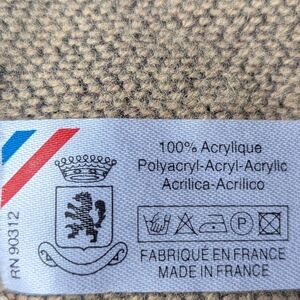 100% Acrylique
Polyacryl-Acryl-Acrylic
Acrilica-Acrilico
FABRIQUÉ EN FRANCE
MADE IN FRANCE
RN 90312